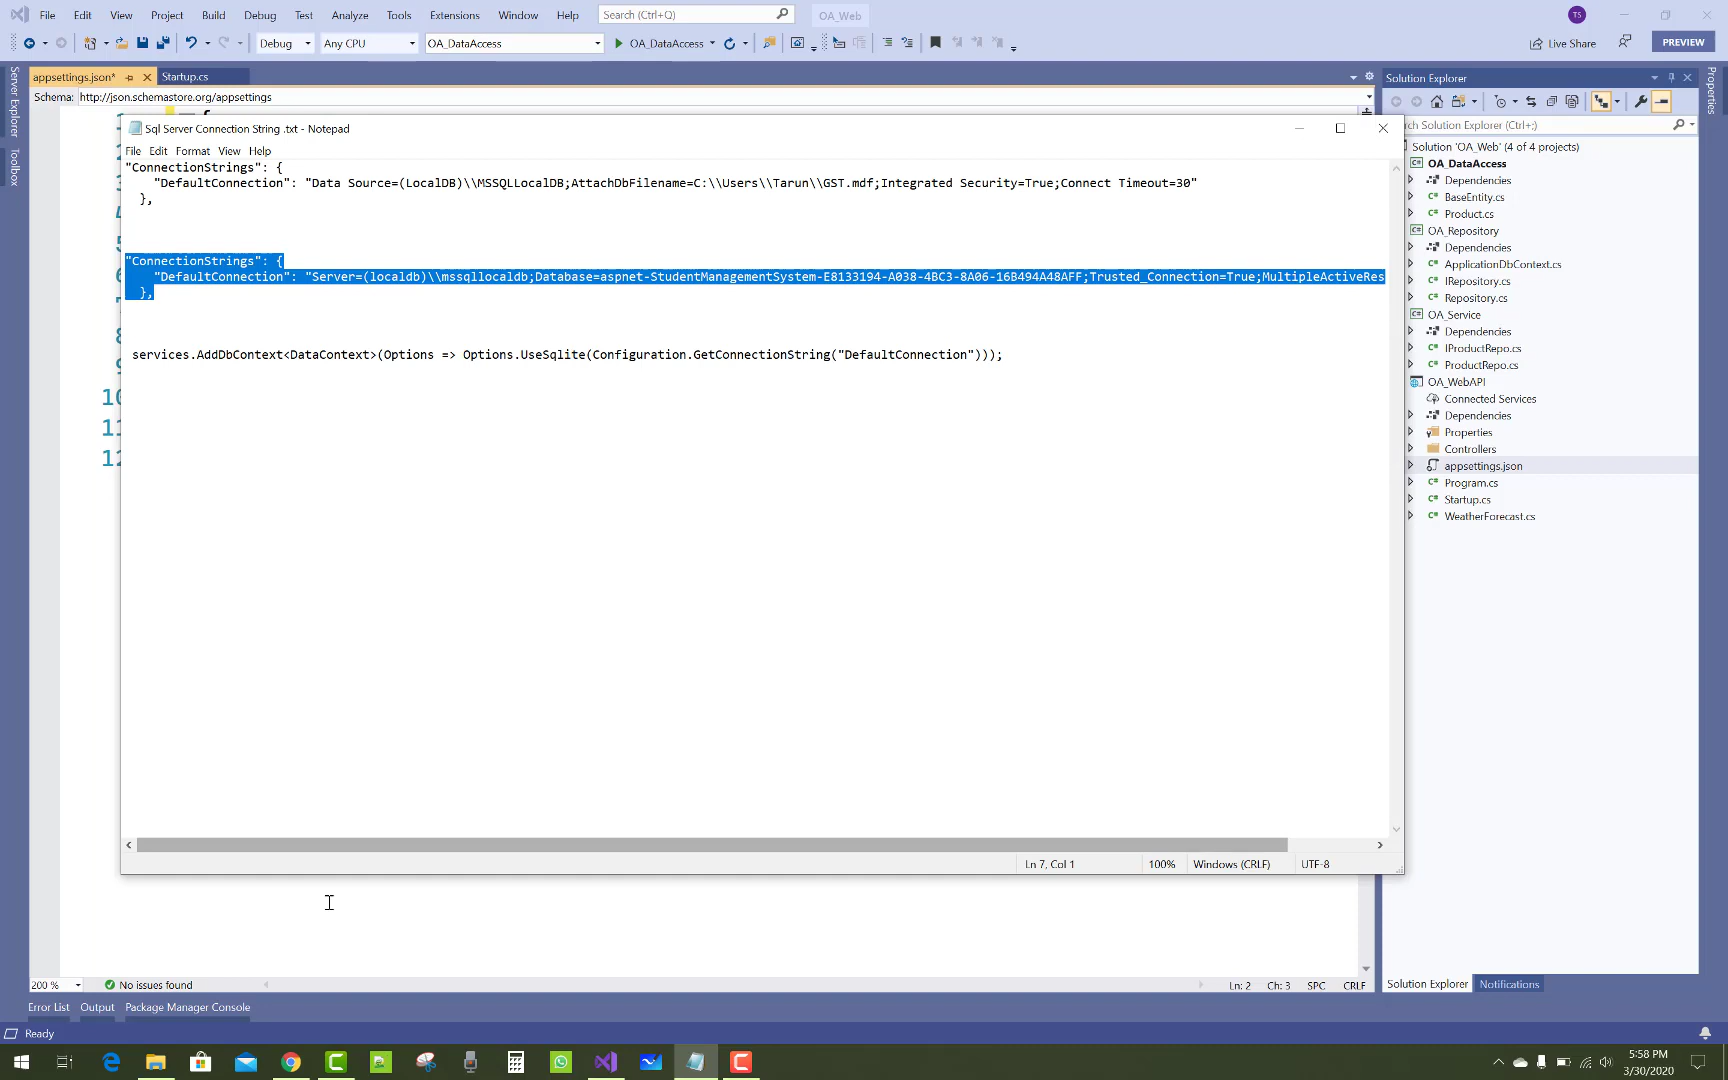 File Edit View Project Build Debug Test Analyze Tools Extensions Window Help Search (Ctrl+Q) OA_Web TS
Debug Any CPU OA_DataAccess OA_DataAccess Live Share PREVIEW
appsettings.json* Startup.cs
Schema: http://json.schemastore.org/appsettings
Server Explorer
Toolbox
Sql Server Connection String .txt - Notepad
File Edit Format View Help
"ConnectionStrings": {
"DefaultConnection": "Data Source=(LocalDB)\\MSSQLLocalDB;AttachDbFilename=C:\\Users\\Tarun\\GST.mdf;Integrated Security=True;Connect Timeout=30"
},
"ConnectionStrings": {
"DefaultConnection": "Server=(localdb)\\mssqllocaldb;Database=aspnet-StudentManagementSystem-E8133194-A038-4BC3-8A06-16B494A48AFF;Trusted_Connection=True;MultipleActiveRes
},
services.AddDbContext<DataContext>(Options => Options.UseSqlite(Configuration.GetConnectionString("DefaultConnection")));
10
11
Ln 7, Col 1 100% Windows (CRLF) UTF-8
200 % No issues found Ln: 2 Ch: 3 SPC CRLF
Error List Output Package Manager Console
Ready
Solution Explorer
Solution Explorer (Ctrl+;)
Solution 'OA_Web' (4 of 4 projects)
OA_DataAccess
Dependencies
BaseEntity.cs
Product.cs
OA_Repository
Dependencies
ApplicationDbContext.cs
IRepository.cs
Repository.cs
OA_Service
Dependencies
IProductRepo.cs
ProductRepo.cs
OA_WebAPI
Connected Services
Dependencies
Properties
Controllers
appsettings.json
Program.cs
Startup.cs
WeatherForecast.cs
Solution Explorer Notifications
Properties
5:58 PM
3/30/2020